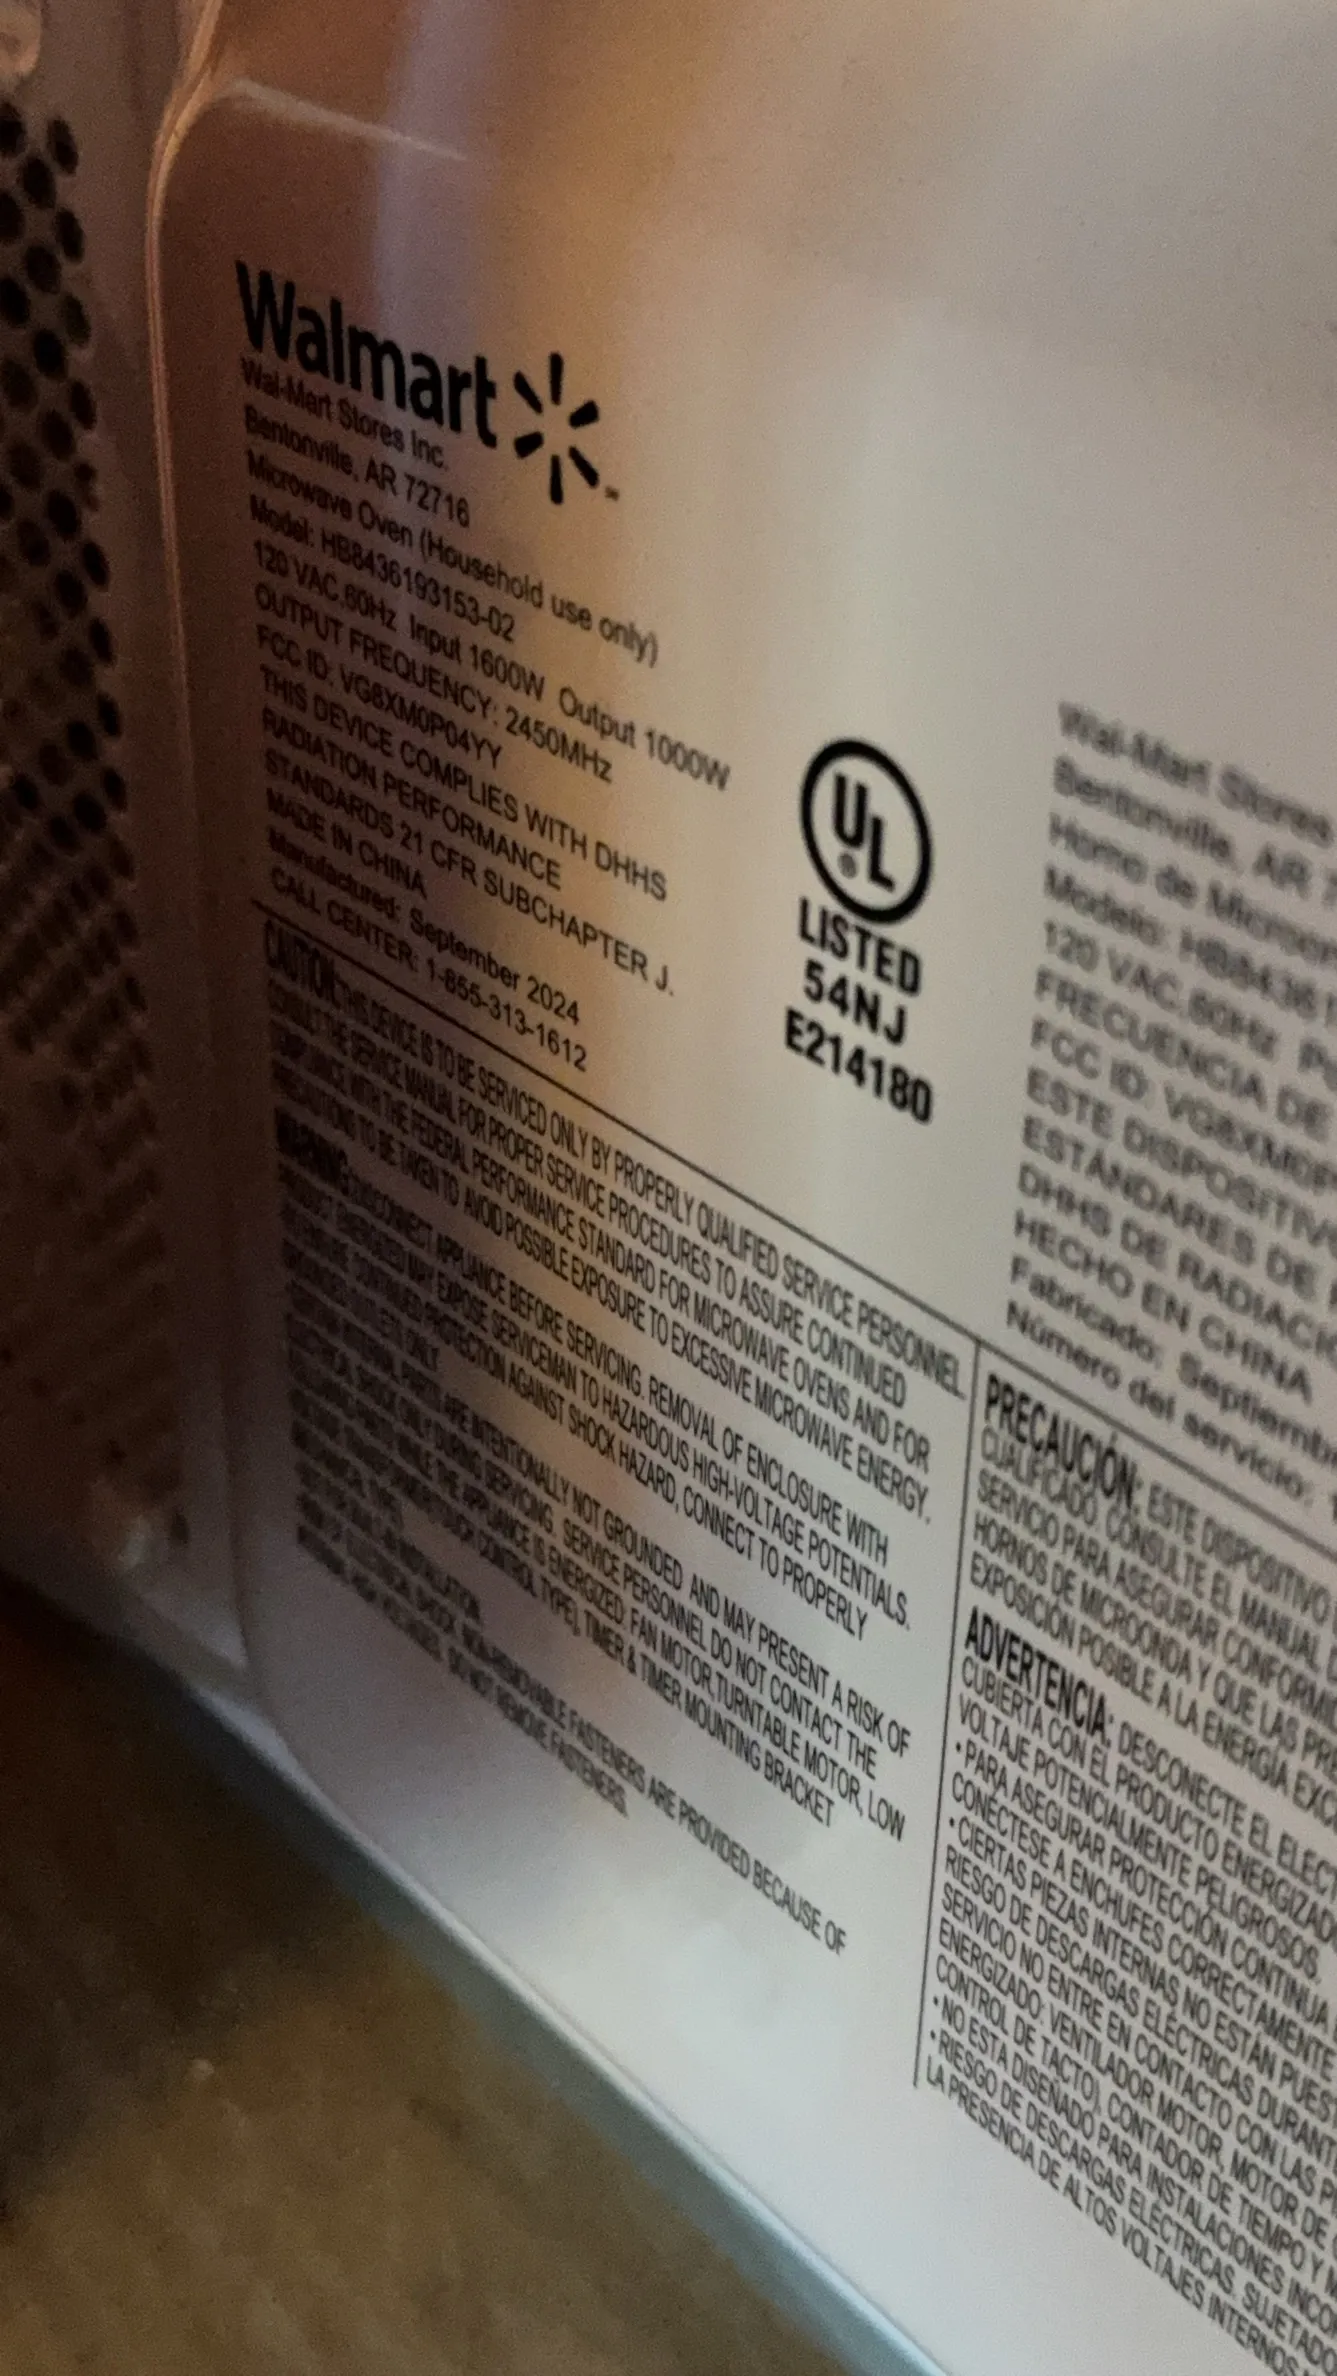 Walmart
Wal-Mart Stores Inc.
Bentonville, AR 72716
Microwave Oven (Household use only)
Model: HB8436193153-02
120 VAC,60Hz Input 1600W Output 1000W
OUTPUT FREQUENCY: 2450MHz
FCC ID: VG8XM0P04YY
THIS DEVICE COMPLIES WITH DHHS
RADIATION PERFORMANCE
STANDARDS 21 CFR SUBCHAPTER J.
MADE IN CHINA
Manufactured: September 2024
CALL CENTER: 1-855-313-1612
UL
LISTED
54NJ
E214180
CAUTION: THIS DEVICE IS TO BE SERVICED ONLY BY PROPERLY QUALIFIED SERVICE PERSONNEL
CONSULT THE SERVICE MANUAL FOR PROPER SERVICE PROCEDURES TO ASSURE CONTINUED
COMPLIANCE WITH THE FEDERAL PERFORMANCE STANDARD FOR MICROWAVE OVENS AND FOR
PRECAUTIONS TO BE TAKEN TO AVOID POSSIBLE EXPOSURE TO EXCESSIVE MICROWAVE ENERGY.
WARNING: DISCONNECT APPLIANCE BEFORE SERVICING. REMOVAL OF ENCLOSURE WITH
PRODUCT ENERGIZED MAY EXPOSE SERVICEMAN TO HAZARDOUS HIGH-VOLTAGE POTENTIALS.
CONTINUED PROTECTION AGAINST SHOCK HAZARD, CONNECT TO PROPERLY
GROUNDED OUTLETS ONLY.
INTERNAL PARTS ARE INTENTIONALLY NOT GROUNDED AND MAY PRESENT A RISK OF
ELECTRICAL SHOCK ONLY DURING SERVICING. SERVICE PERSONNEL DO NOT CONTACT THE
PARTS WHILE THE APPLIANCE IS ENERGIZED: FAN MOTOR,TURNTABLE MOTOR, LOW
CONTROL TYPE), TIMER & TIMER MOUNTING BRACKET
INSTALLATION
OF ELECTRICAL SHOCK. NON-REMOVABLE FASTENERS ARE PROVIDED BECAUSE OF
DO NOT REMOVE FASTENERS.
Wal-Mart Stores
Bentonville, AR
Horno de
Modelo: HB8436
120 VAC,60Hz
FRECUENCIA DE
FCC ID: VG8XM0P
ESTE DISPOSITIVO
ESTÁNDARES DE
DHHS DE
HECHO EN CHINA
Fabricado:
Número del servicio:
PRECAUCIÓN: ESTE DISPOSITIVO
CUALIFICADO. CONSULTE EL MANUAL
SERVICIO PARA ASEGURAR
HORNOS DE MICROONDA Y QUE LAS
EXPOSICIÓN POSIBLE A LA ENERGÍA
ADVERTENCIA: DESCONECTE EL
CUBIERTA CON EL PRODUCTO
VOLTAJE POTENCIALMENTE PELIGROSOS.
• PARA ASEGURAR PROTECCIÓN CONTINUA
CONÉCTESE A ENCHUFES CORRECTAMENTE
• CIERTAS PIEZAS INTERNAS NO ESTÁN
RIESGO DE DESCARGAS ELÉCTRICAS
SERVICIO NO ENTRE EN CONTACTO CON LAS
ENERGIZADO: VENTILADOR MOTOR, MOTOR DE
CONTROL DE TACTO), CONTADOR DE TIEMPO Y
• NO ESTA DISEÑADO PARA INSTALACIONES
• RIESGO DE DESCARGAS ELÉCTRICAS.
LA PRESENCIA DE ALTOS VOLTAJES INTERNOS